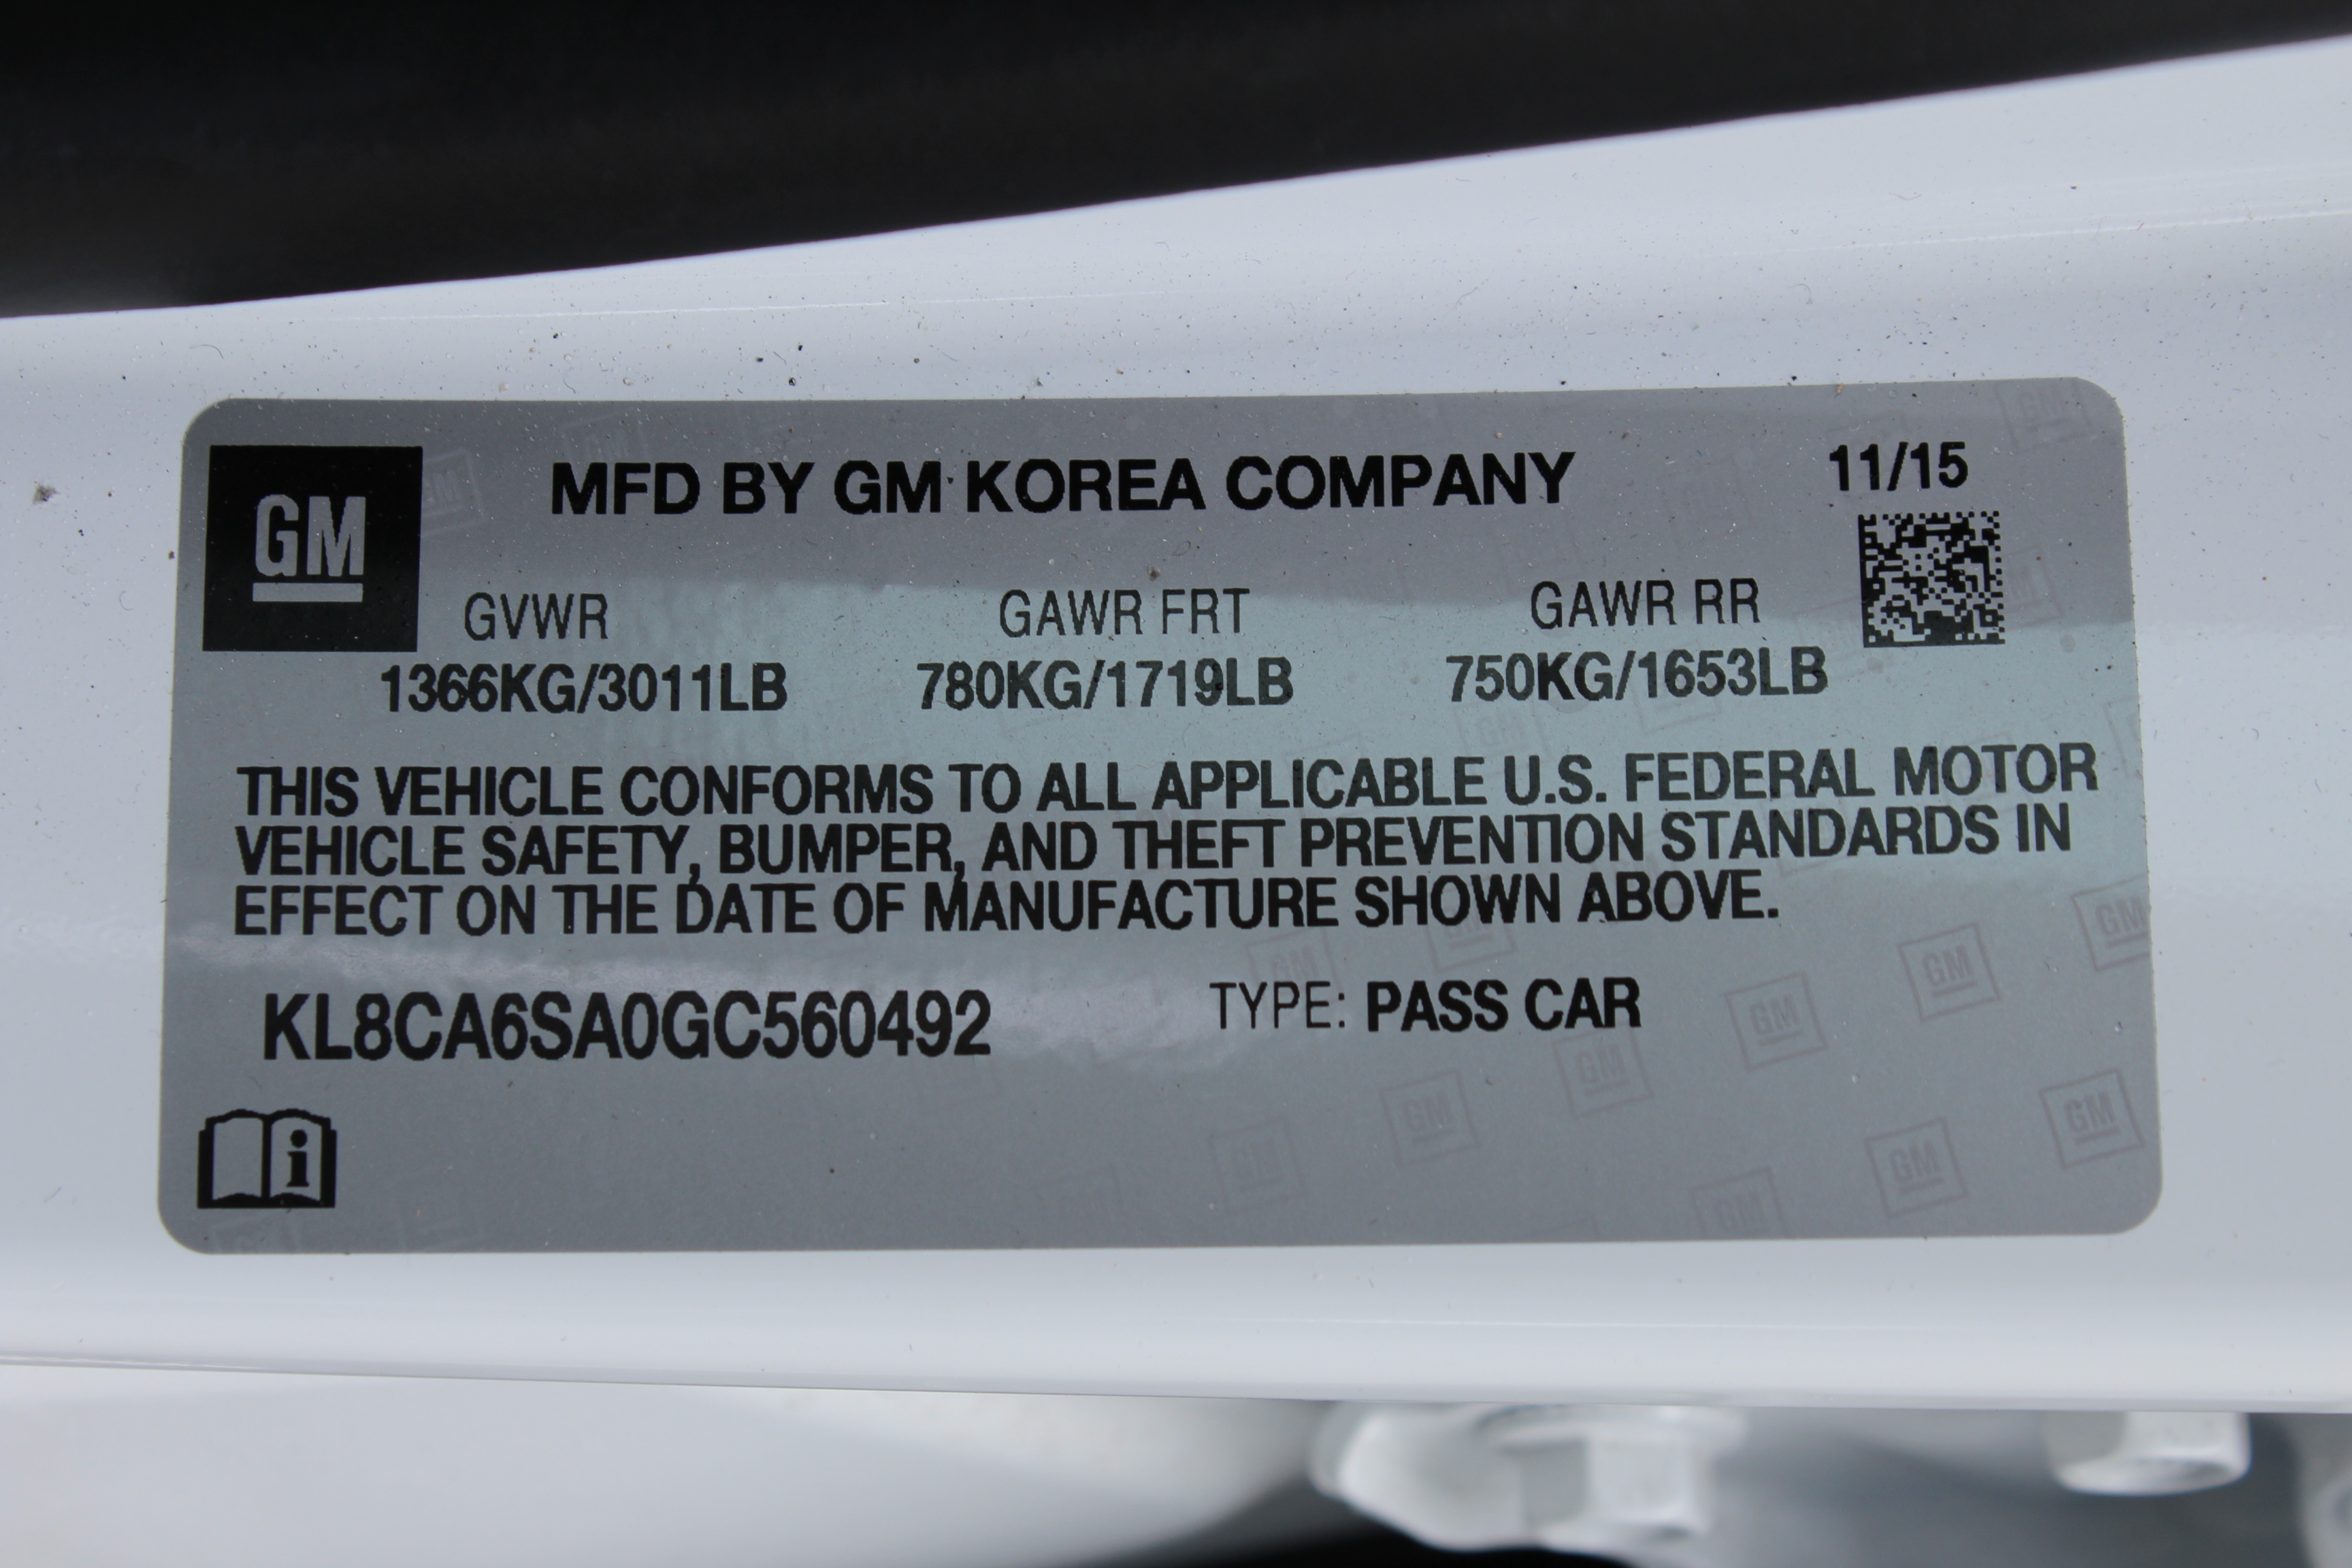 GM
MFD BY GM KOREA COMPANY
11/15
GVWR GAWR FRT GAWR RR
1366KG/3011LB 780KG/1719LB 750KG/1653LB
THIS VEHICLE CONFORMS TO ALL APPLICABLE U.S. FEDERAL MOTOR
VEHICLE SAFETY, BUMPER, AND THEFT PREVENTION STANDARDS IN
EFFECT ON THE DATE OF MANUFACTURE SHOWN ABOVE.
KL8CA6SA0GC560492 TYPE: PASS CAR
i